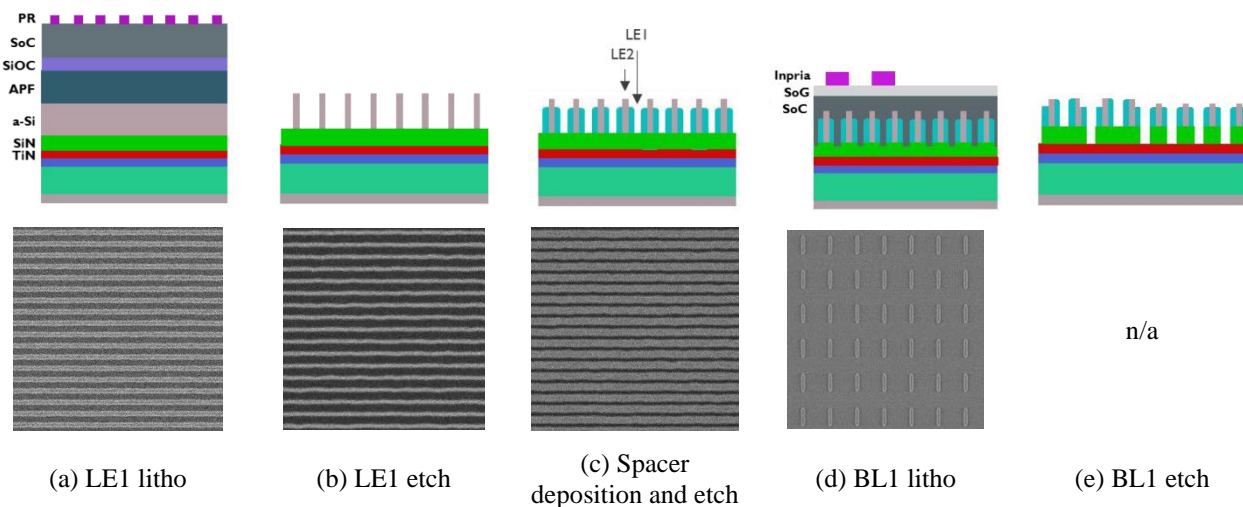 PR
SoC
SiOC
APF
a-Si
SiN
TiN
LE1
LE2
Inpria
SoG
SoC
n/a
(a) LE1 litho
(b) LE1 etch
(c) Spacer
deposition and etch
(d) BL1 litho
(e) BL1 etch